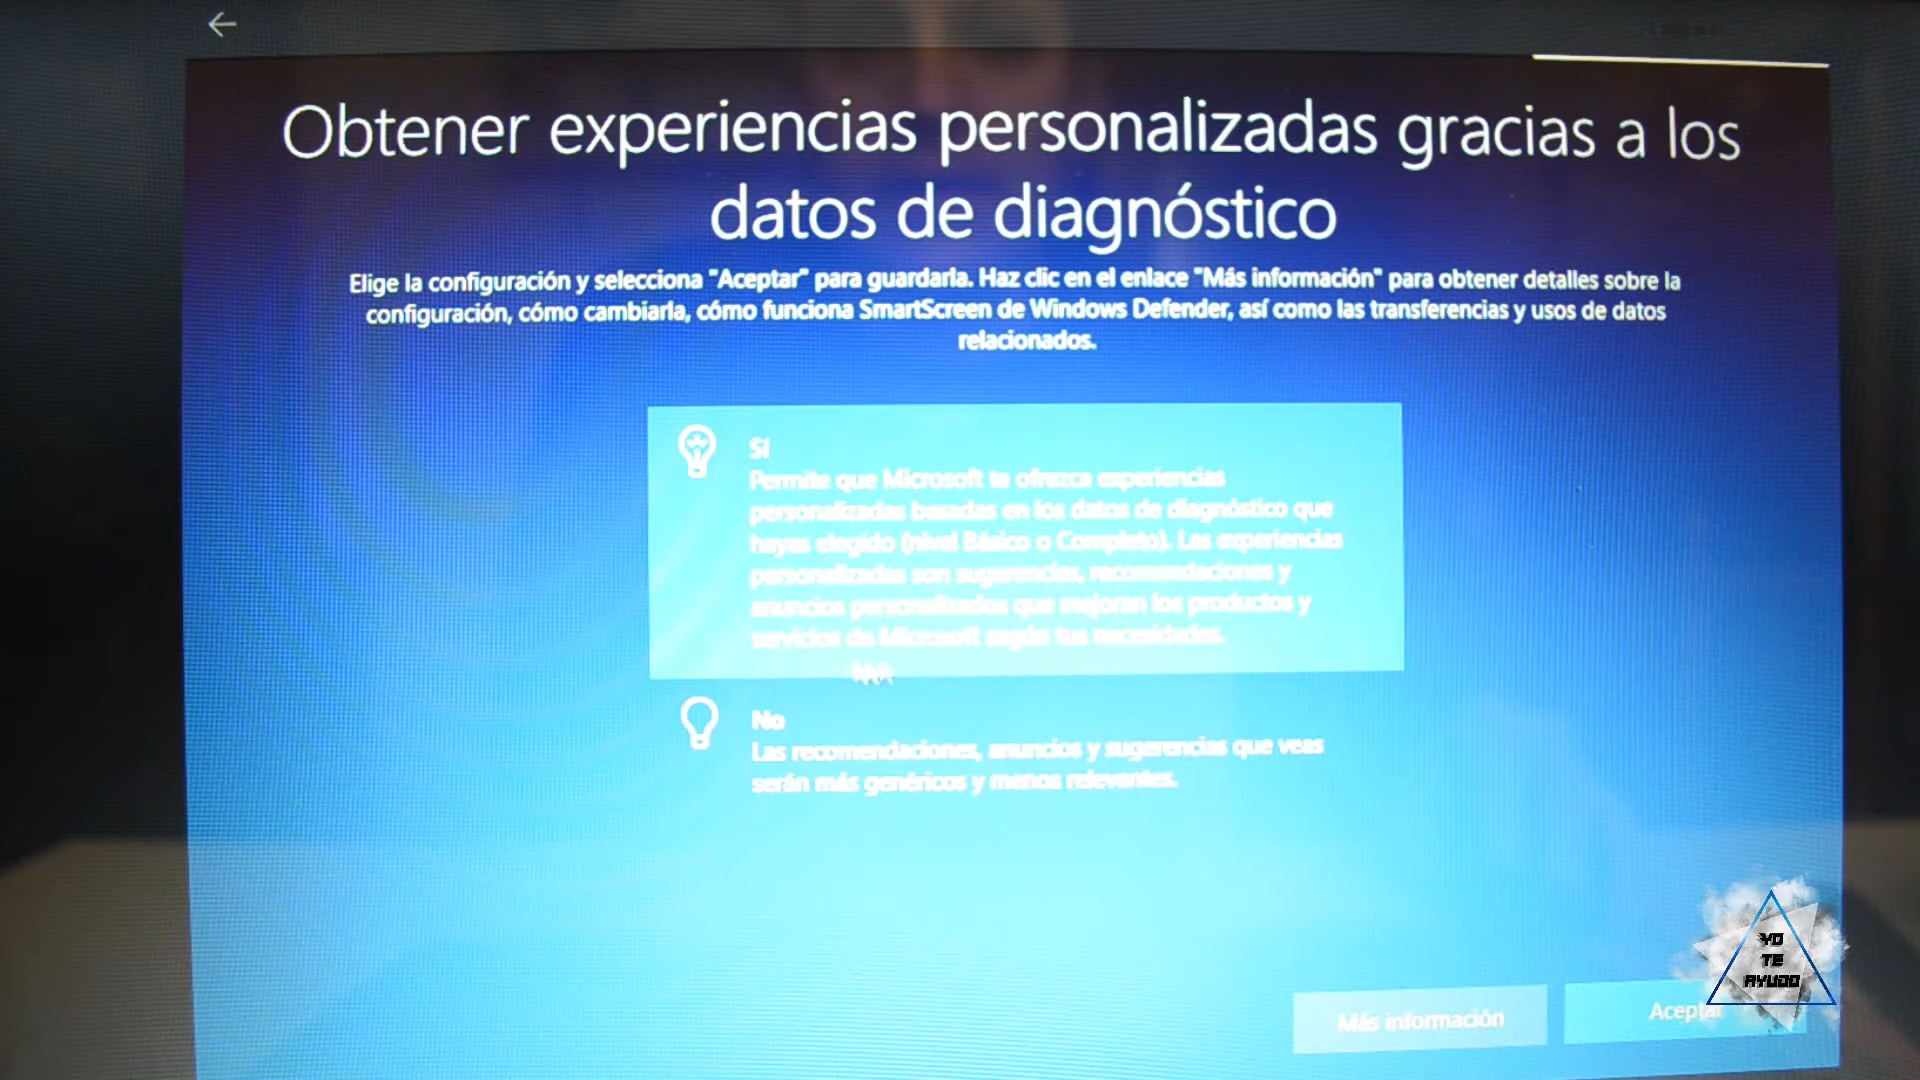 Obtener experiencias personalizadas gracias a los
datos de diagnóstico
Elige la configuración y selecciona "Aceptar" para guardarla. Haz clic en el enlace "Más información" para obtener detalles sobre la
configuración, cómo cambiarla, cómo funciona SmartScreen de Windows Defender, así como las transferencias y usos de datos
relacionados.
Sí
Permite que Microsoft te ofrezca experiencias
personalizadas basadas en los datos de diagnóstico que
hayas elegido (nivel Básico o Completo). Las experiencias
personalizadas son sugerencias, recomendaciones y
anuncios personalizados que mejoran los productos y
servicios de Microsoft según tus necesidades.
No
Las recomendaciones, anuncios y sugerencias que veas
serán más genéricos y menos relevantes.
Más información
Aceptar
YO
TE
AYUDO